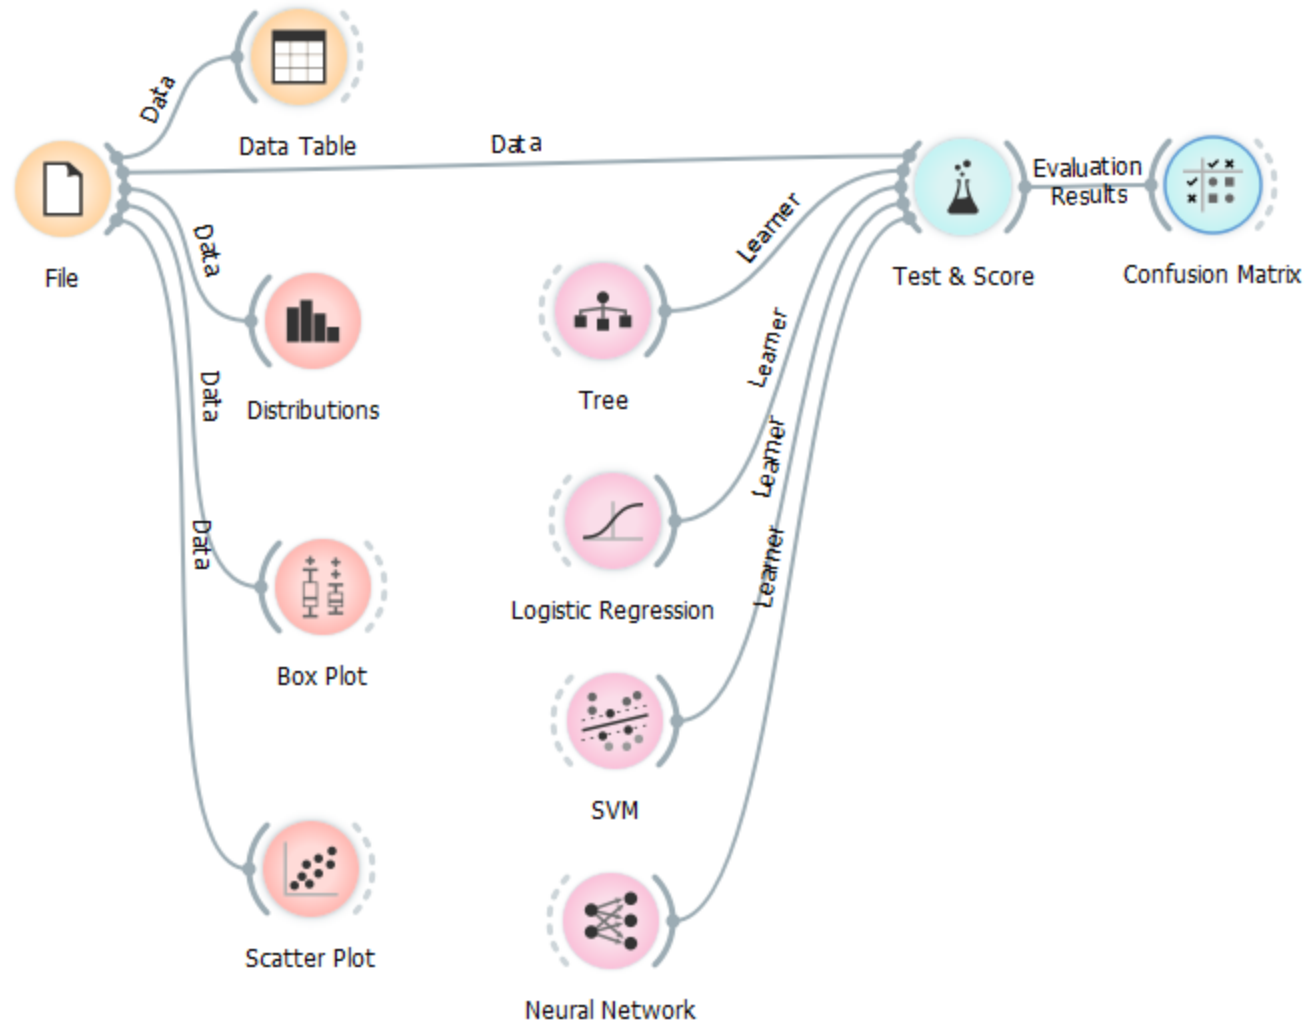 Data
Data Table
Data
File
Data
Distributions
Data
Data
Box Plot
Scatter Plot
Learner
Tree
Learner
Logistic Regression
Learner
SVM
Learner
Neural Network
Test & Score
Evaluation
Results
Confusion Matrix